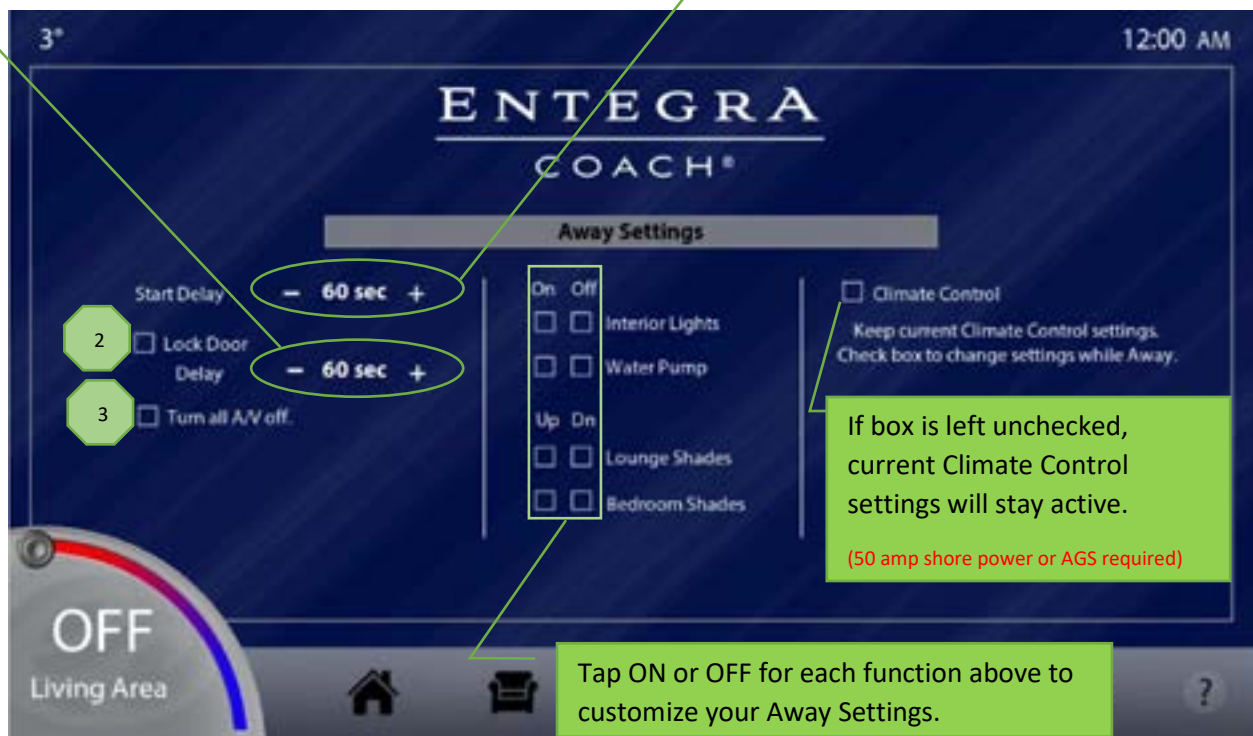 3°
12:00 AM
ENTEGRA
COACH®
Away Settings
Start Delay
– 60 sec +
2
Lock Door
Delay
– 60 sec +
3
Turn all A/V off.
On Off
Interior Lights
Water Pump
Up Dn
Lounge Shades
Bedroom Shades
Climate Control
Keep current Climate Control settings.
Check box to change settings while Away.
If box is left unchecked,
current Climate Control
settings will stay active.
(50 amp shore power or AGS required)
OFF
Living Area
Tap ON or OFF for each function above to
customize your Away Settings.
?